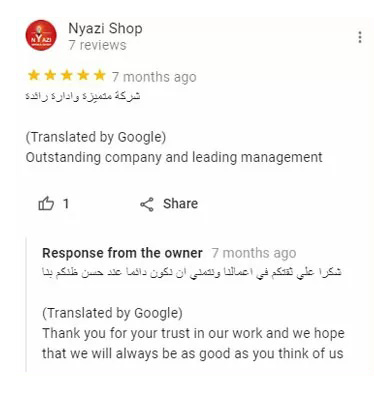 NYAZI
Nyazi Shop
7 reviews
7 months ago
شركة متميزة وادارة رائدة
(Translated by Google)
Outstanding company and leading management
1
Share
Response from the owner 7 months ago
شكرا علي ثقتكم في اعمالنا ونتمني ان نكون دائما عند حسن ظنكم بنا
(Translated by Google)
Thank you for your trust in our work and we hope
that we will always be as good as you think of us